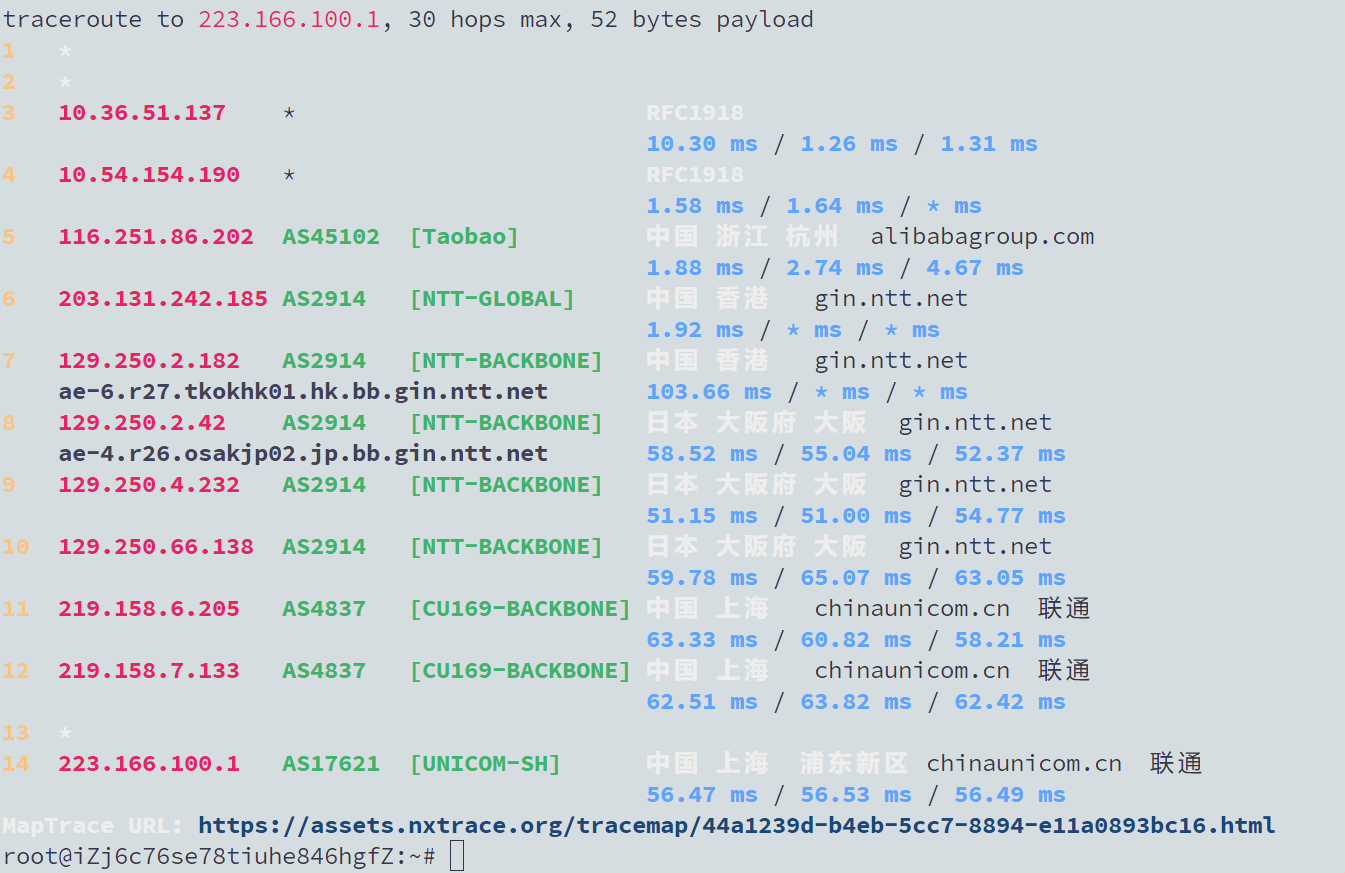 traceroute to 223.166.100.1, 30 hops max, 52 bytes payload
1 *
2 *
3 10.36.51.137 * RFC1918
10.30 ms / 1.26 ms / 1.31 ms
4 10.54.154.190 * RFC1918
1.58 ms / 1.64 ms / * ms
5 116.251.86.202 AS45102 [Taobao] 中国 浙江 杭州 alibabagroup.com
1.88 ms / 2.74 ms / 4.67 ms
6 203.131.242.185 AS2914 [NTT-GLOBAL] 中国 香港 gin.ntt.net
1.92 ms / * ms / * ms
7 129.250.2.182 AS2914 [NTT-BACKBONE] 中国 香港 gin.ntt.net
ae-6.r27.tkokhk01.hk.bb.gin.ntt.net 103.66 ms / * ms / * ms
8 129.250.2.42 AS2914 [NTT-BACKBONE] 日本 大阪府 大阪 gin.ntt.net
ae-4.r26.osakjp02.jp.bb.gin.ntt.net 58.52 ms / 55.04 ms / 52.37 ms
9 129.250.4.232 AS2914 [NTT-BACKBONE] 日本 大阪府 大阪 gin.ntt.net
51.15 ms / 51.00 ms / 54.77 ms
10 129.250.66.138 AS2914 [NTT-BACKBONE] 日本 大阪府 大阪 gin.ntt.net
59.78 ms / 65.07 ms / 63.05 ms
11 219.158.6.205 AS4837 [CU169-BACKBONE] 中国 上海 chinaunicom.cn 联通
63.33 ms / 60.82 ms / 58.21 ms
12 219.158.7.133 AS4837 [CU169-BACKBONE] 中国 上海 chinaunicom.cn 联通
62.51 ms / 63.82 ms / 62.42 ms
13 *
14 223.166.100.1 AS17621 [UNICOM-SH] 中国 上海 浦东新区 chinaunicom.cn 联通
56.47 ms / 56.53 ms / 56.49 ms
MapTrace URL: https://assets.nxtrace.org/tracemap/44a1239d-b4eb-5cc7-8894-e11a0893bc16.html
root@iZj6c76se78tiuhe846hgfZ:~#